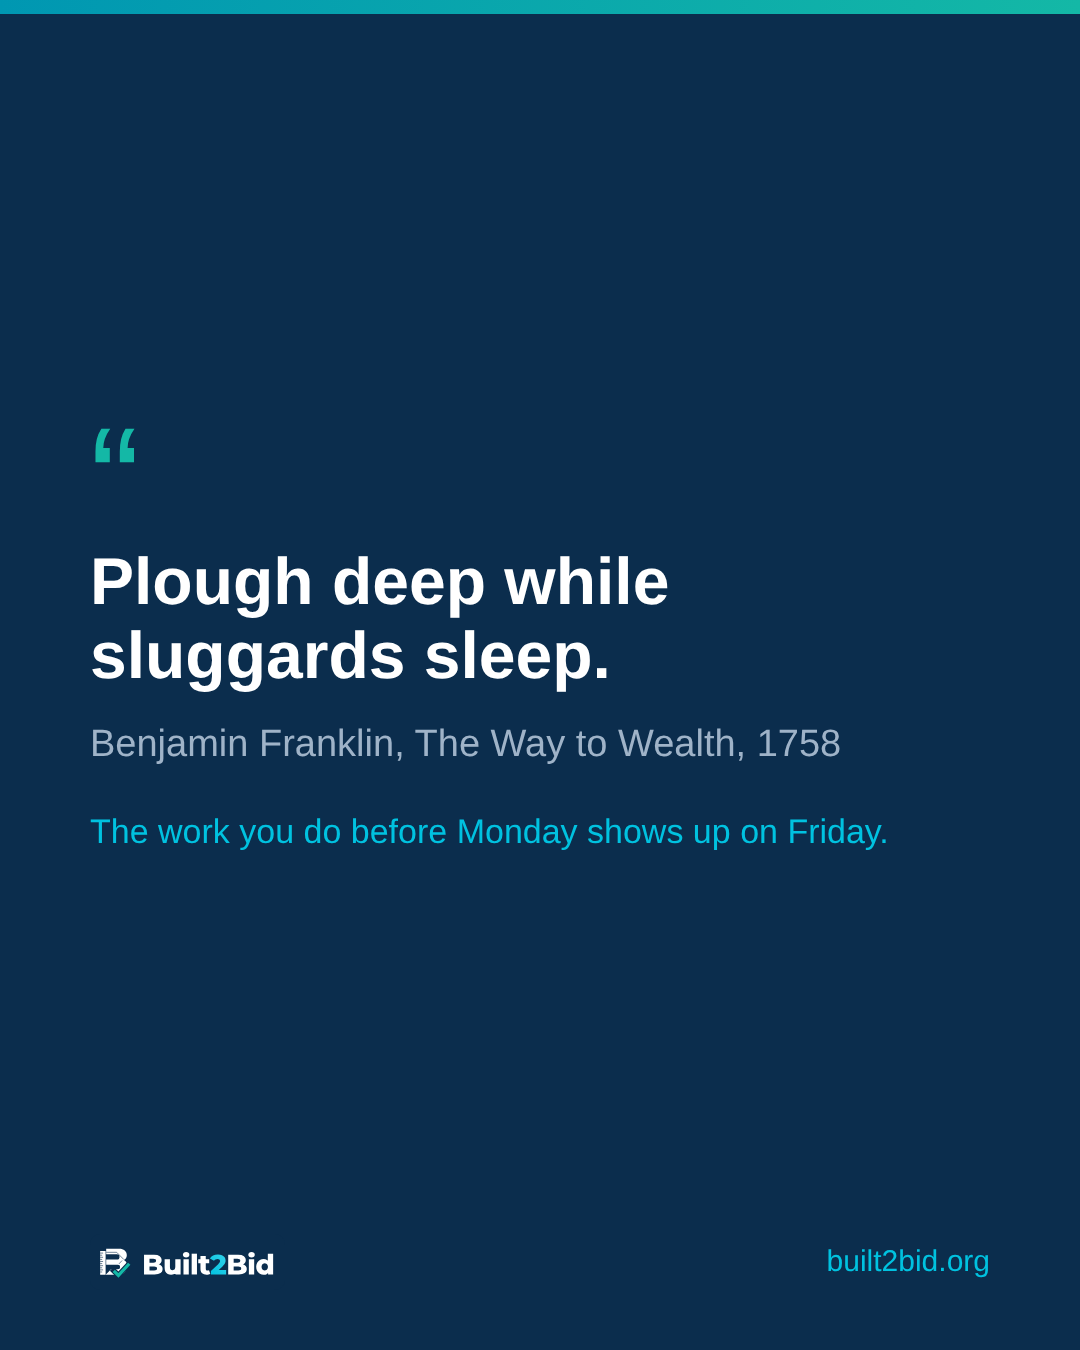 “
Plough deep while
sluggards sleep.
Benjamin Franklin, The Way to Wealth, 1758
The work you do before Monday shows up on Friday.
Built2Bid
built2bid.org